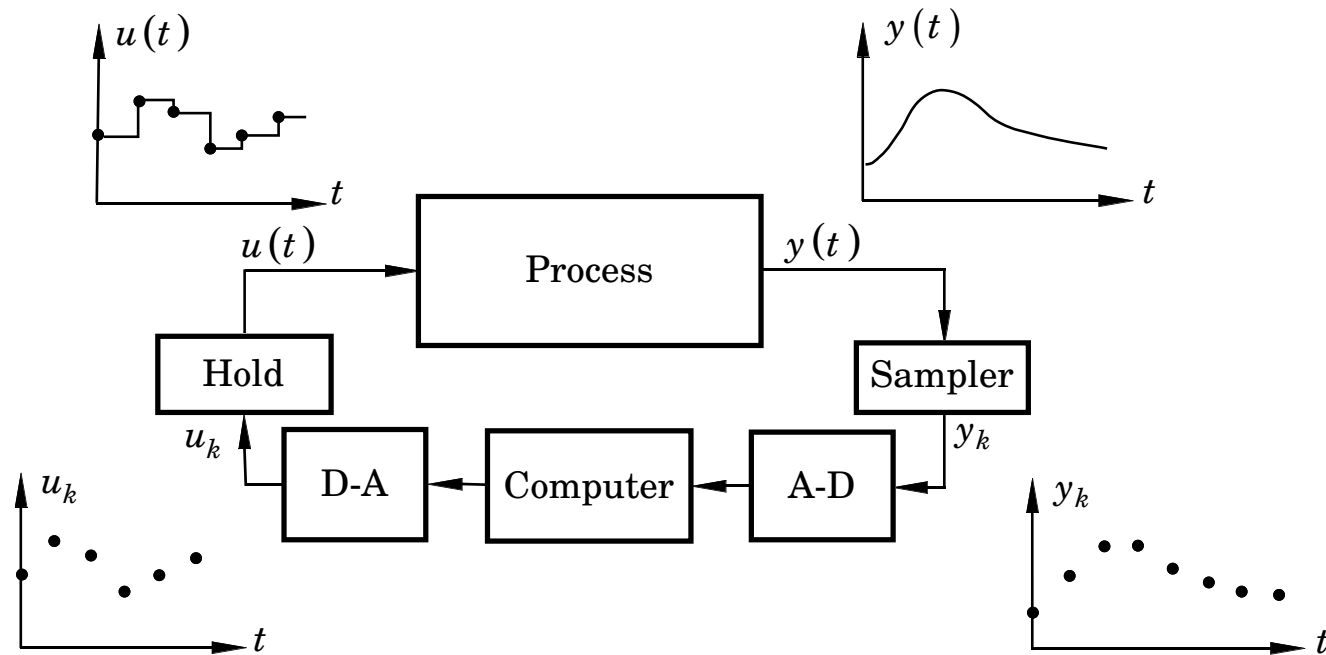 u(t)
y(t)
t
t
u(t)
Process
y(t)
Hold
Sampler
u_k
y_k
D-A
Computer
A-D
u_k
y_k
t
t